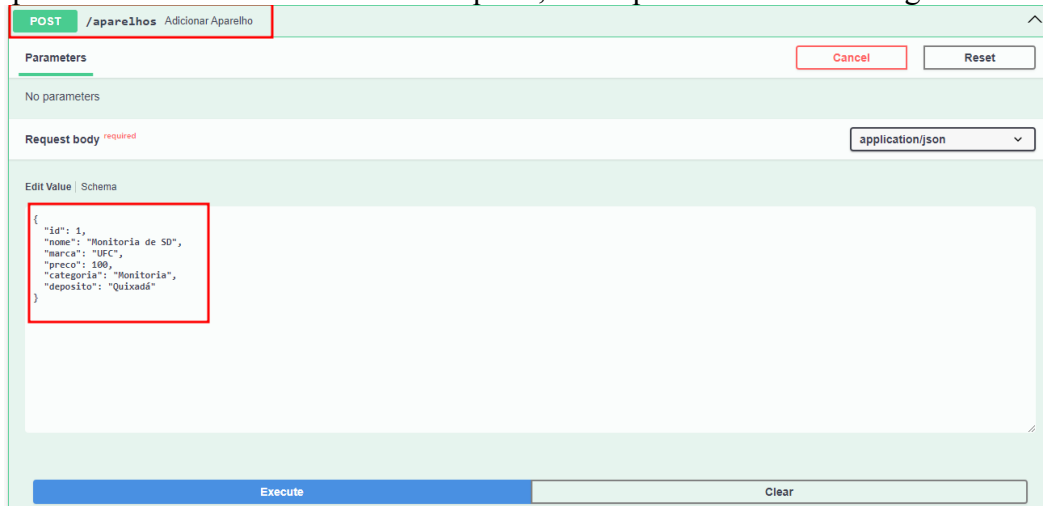 POST /aparelhos Adicionar Aparelho
Parameters
Cancel
Reset
No parameters
Request body required
application/json
Edit Value | Schema
{
"id": 1,
"nome": "Monitoria de SD",
"marca": "UFC",
"preco": 100,
"categoria": "Monitoria",
"deposito": "Quixadá"
}
Execute
Clear